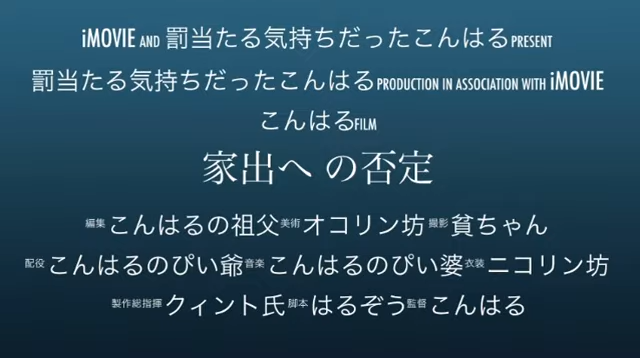 iMOVIE AND 罰当たる気持ちだったこんはる PRESENT
罰当たる気持ちだったこんはる PRODUCTION IN ASSOCIATION WITH iMOVIE
こんはる FILM
家出へ の否定
編集 こんはるの祖父 美術 オコリン坊 撮影 貧ちゃん
配役 こんはるのぴい爺 音楽 こんはるのぴい婆 衣装 ニコリン坊
製作総指揮 クィント氏 脚本 はるぞう 監督 こんはる